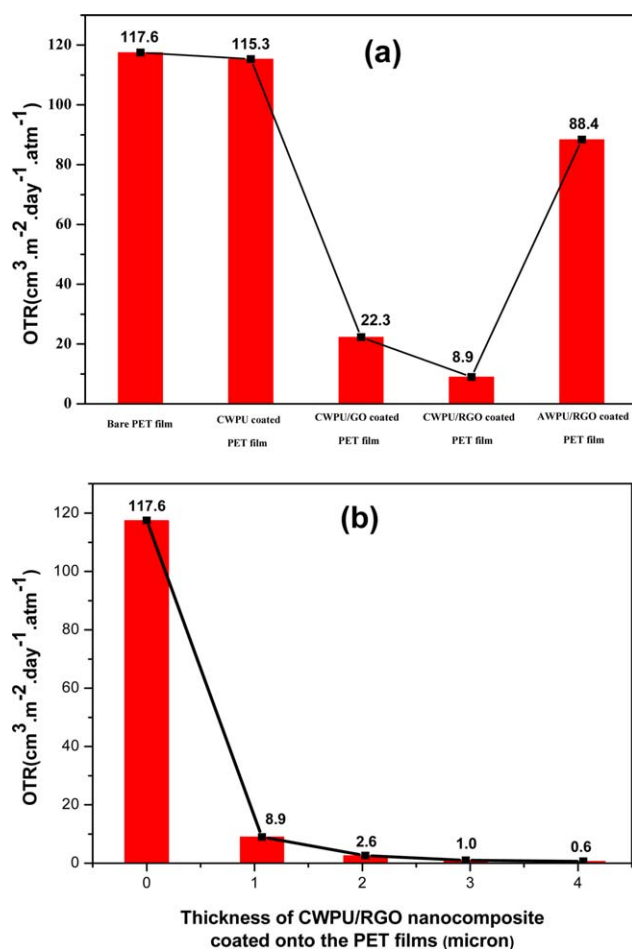 117.6
115.3
(a)
88.4
22.3
8.9
120
100
80
60
40
20
0
OTR(cm³.m⁻².day⁻¹.atm⁻¹)
Bare PET film
CWPU coated
PET film
CWPU/GO coated
PET film
CWPU/RGO coated
PET film
AWPU/RGO coated
PET film
117.6
(b)
8.9
2.6
1.0
0.6
120
100
80
60
40
20
0
OTR(cm³.m⁻².day⁻¹.atm⁻¹)
0 1 2 3 4
Thickness of CWPU/RGO nanocomposite
coated onto the PET films (micron)